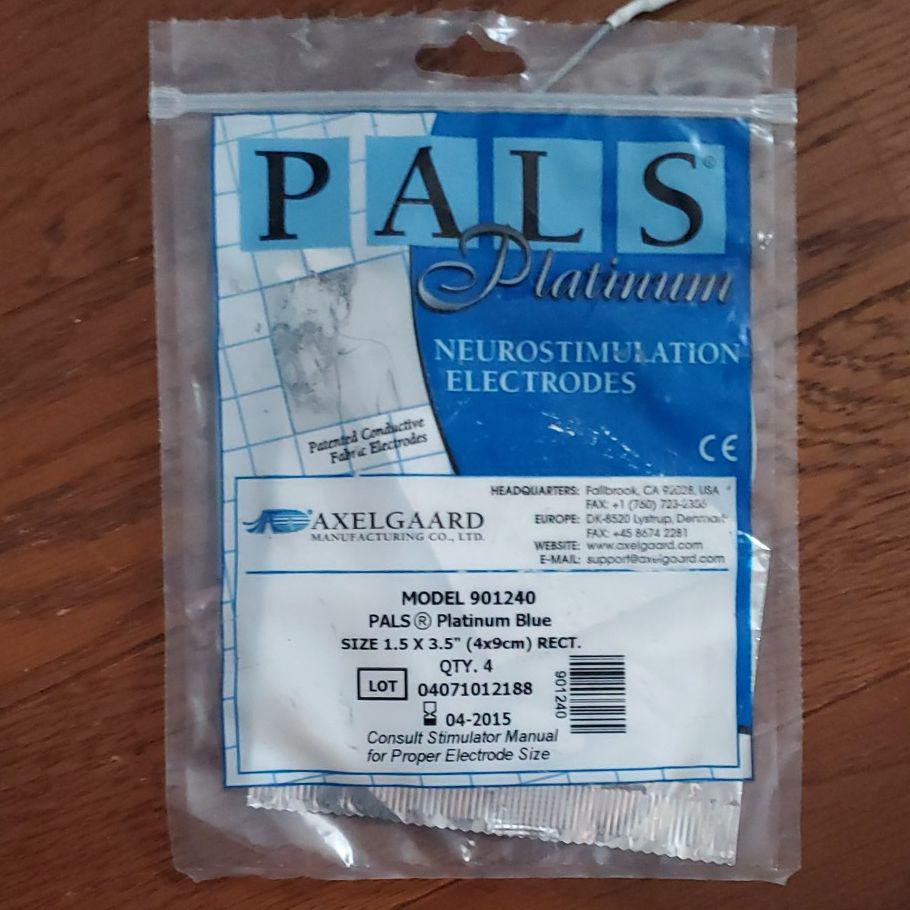 PALS®
Platinum
NEUROSTIMULATION
ELECTRODES
Patented Conductive
Fabric Electrodes
CE
AXELGAARD
MANUFACTURING CO., LTD.
HEADQUARTERS: Fallbrook, CA 92028, USA
FAX: +1 (760) 723-2356
EUROPE: DK-8520 Lystrup, Denmark
FAX: +45 8674 2281
WEBSITE: www.axelgaard.com
E-MAIL: support@axelgaard.com
MODEL 901240
PALS® Platinum Blue
SIZE 1.5 X 3.5" (4x9cm) RECT.
QTY. 4
LOT 04071012188
04-2015
901240
Consult Stimulator Manual
for Proper Electrode Size